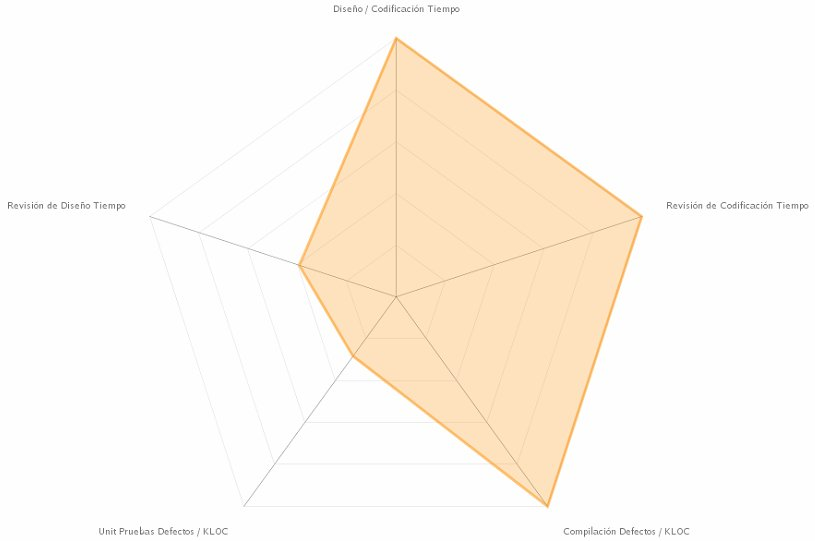 Diseño / Codificación Tiempo
Revisión de Diseño Tiempo
Revisión de Codificación Tiempo
Unit Pruebas Defectos / KLOC
Compilación Defectos / KLOC